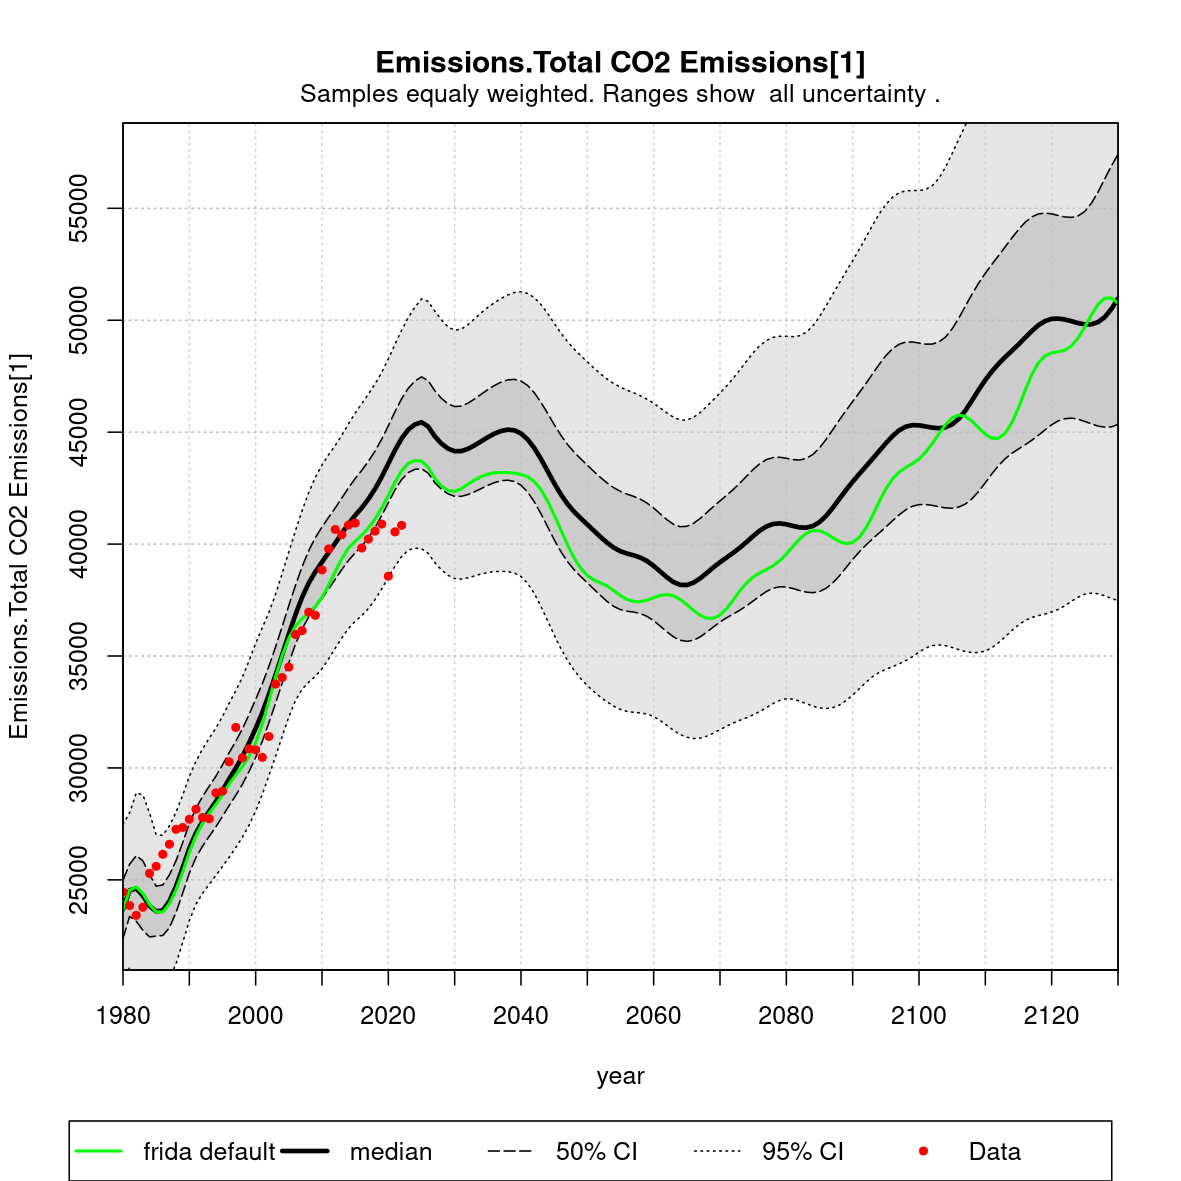 Emissions.Total CO2 Emissions[1]
Samples equaly weighted. Ranges show  all uncertainty .
Emissions.Total CO2 Emissions[1]
55000
50000
45000
40000
35000
30000
25000
1980 2000 2020 2040 2060 2080 2100 2120
year
frida default median 50% CI 95% CI Data